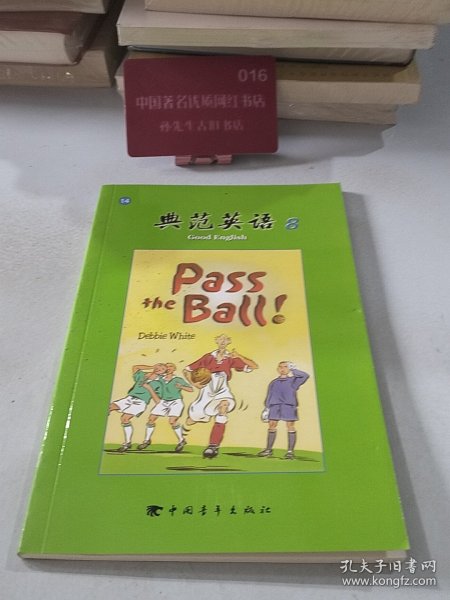 016
中国著名优质网红书店
孙先生古旧书店
14
典范英语 8
Good English
Pass
the Ball!
Debbie White
中国青年出版社
孔夫子旧书网
www.kongfz.com